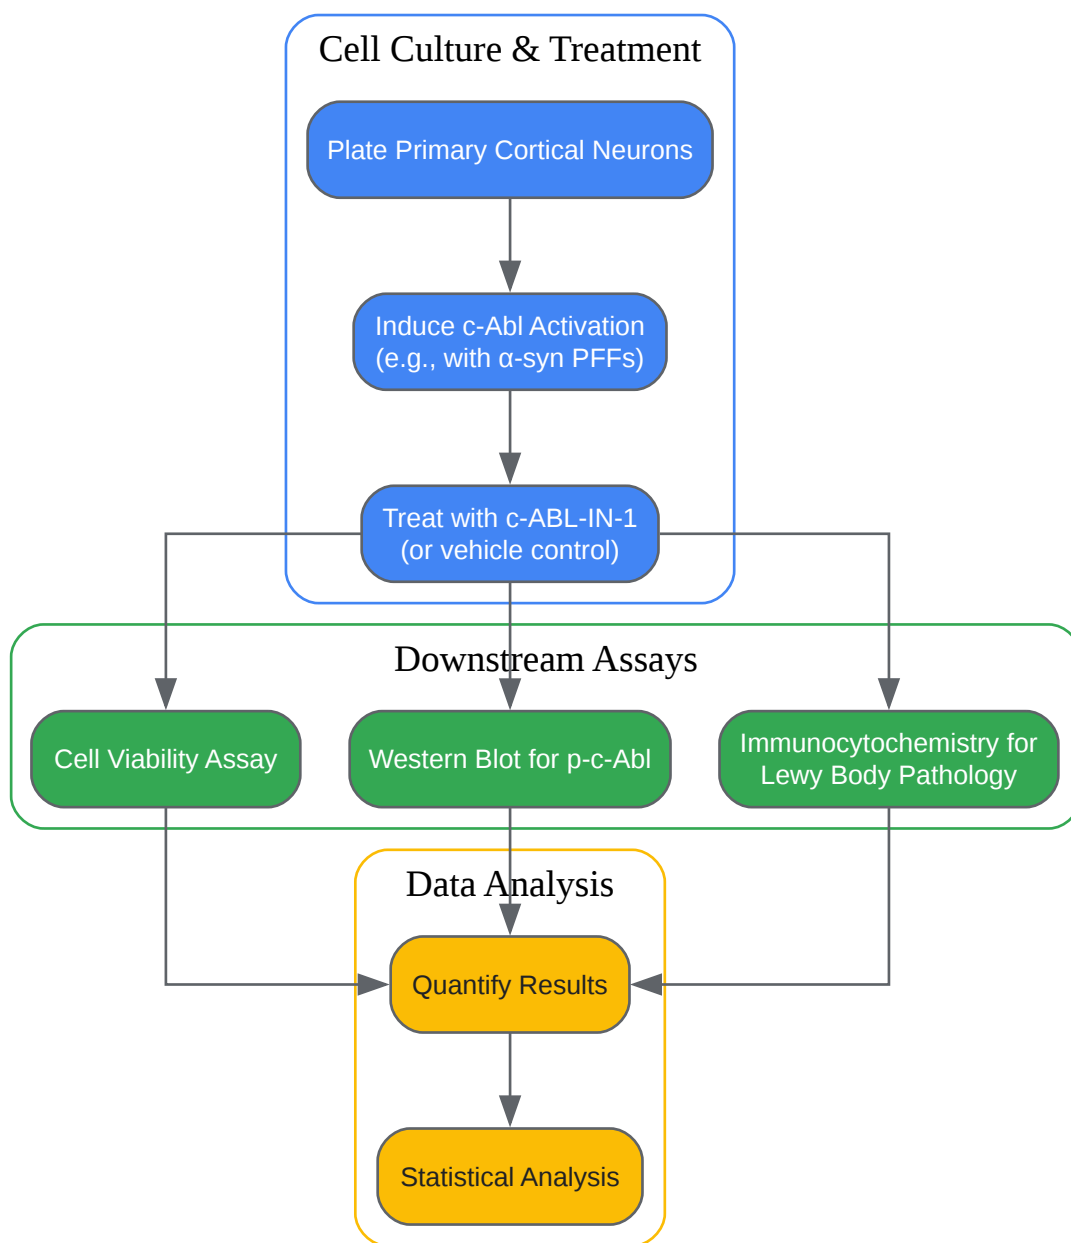 Cell Culture & Treatment
Plate Primary Cortical Neurons
Induce c-Abl Activation
(e.g., with α-syn PFFs)
Treat with c-ABL-IN-1
(or vehicle control)
Downstream Assays
Cell Viability Assay
Western Blot for p-c-Abl
Immunocytochemistry for
Lewy Body Pathology
Data Analysis
Quantify Results
Statistical Analysis